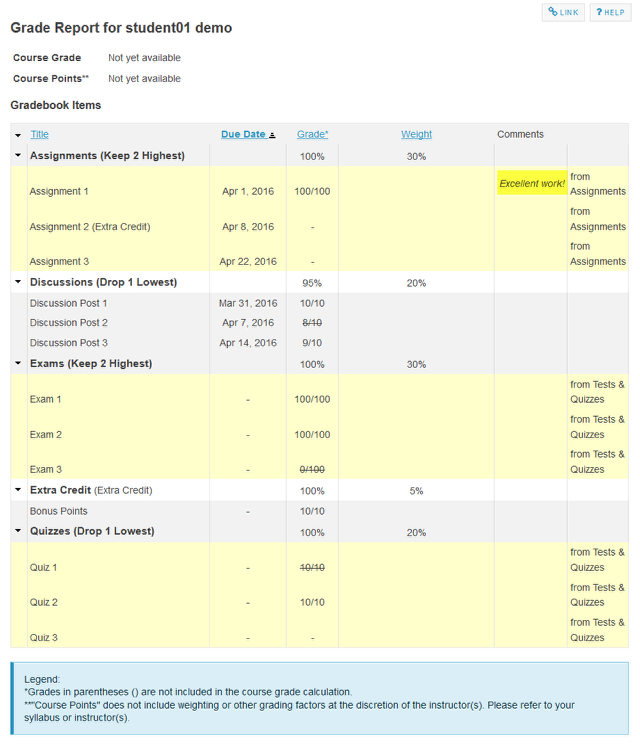 LINK ? HELP
Grade Report for student01 demo
Course Grade Not yet available
Course Points** Not yet available
Gradebook Items
Title Due Date Grade* Weight Comments
Assignments (Keep 2 Highest) 100% 30%
Assignment 1 Apr 1, 2016 100/100 Excellent work! from Assignments
Assignment 2 (Extra Credit) Apr 8, 2016 - from Assignments
Assignment 3 Apr 22, 2016 - from Assignments
Discussions (Drop 1 Lowest) 95% 20%
Discussion Post 1 Mar 31, 2016 10/10
Discussion Post 2 Apr 7, 2016 8/10
Discussion Post 3 Apr 14, 2016 9/10
Exams (Keep 2 Highest) 100% 30%
Exam 1 - 100/100 from Tests & Quizzes
Exam 2 - 100/100 from Tests & Quizzes
Exam 3 - 0/100 from Tests & Quizzes
Extra Credit (Extra Credit) 100% 5%
Bonus Points - 10/10
Quizzes (Drop 1 Lowest) 100% 20%
Quiz 1 - 10/10 from Tests & Quizzes
Quiz 2 - 10/10 from Tests & Quizzes
Quiz 3 - - from Tests & Quizzes
Legend:
*Grades in parentheses () are not included in the course grade calculation.
**"Course Points" does not include weighting or other grading factors at the discretion of the instructor(s). Please refer to your
syllabus or instructor(s).